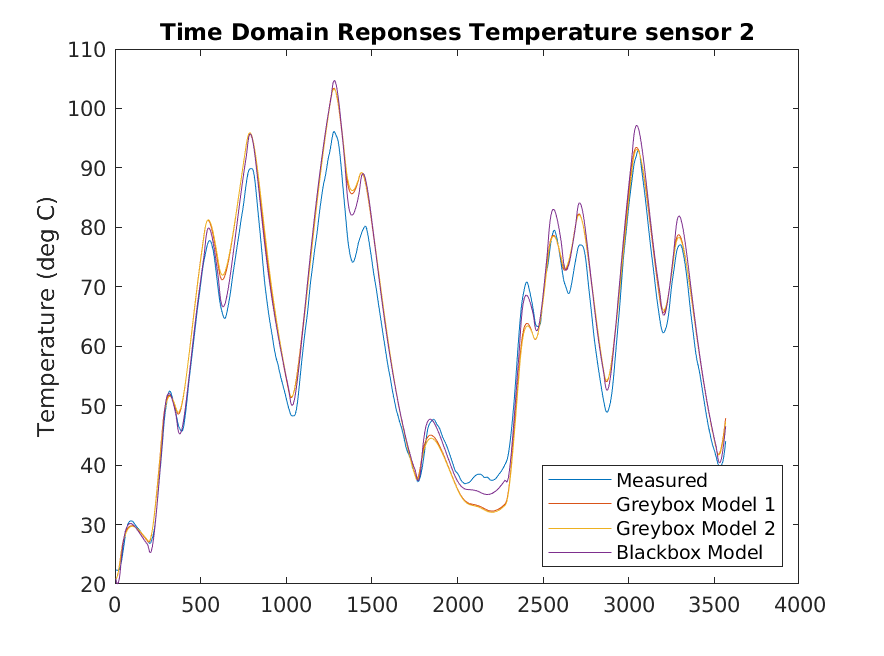 Time Domain Reponses Temperature sensor 2
110
100
90
80
70
60
50
40
30
20
Temperature (deg C)
0 500 1000 1500 2000 2500 3000 3500 4000
Measured
Greybox Model 1
Greybox Model 2
Blackbox Model